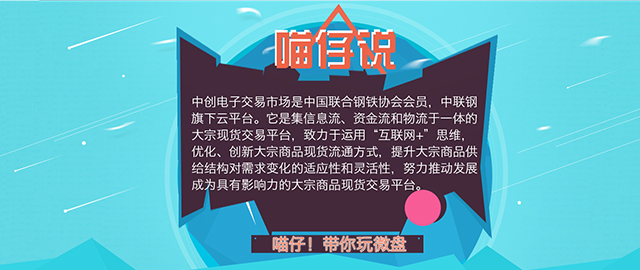 喵仔说
中创电子交易市场是中国联合钢铁协会会员，中联钢
旗下云平台。它是集信息流、资金流和物流于一体的
大宗现货交易平台，致力于运用“互联网+”思维，
优化、创新大宗商品现货流通方式，提升大宗商品供
给结构对需求变化的适应性和灵活性，努力推动发展
成为具有影响力的大宗商品现货交易平台。
喵仔！带你玩微盘